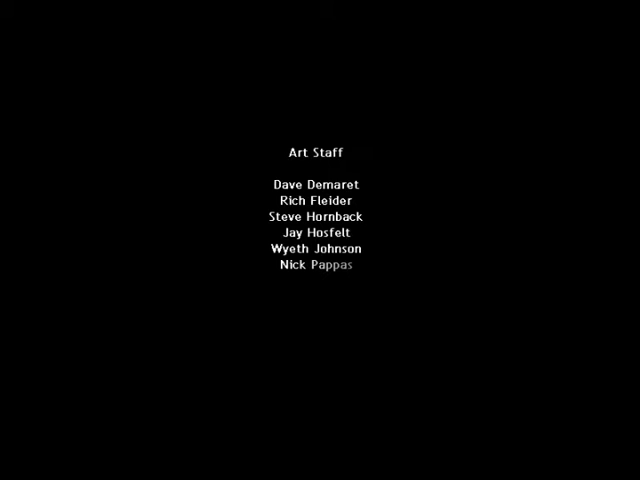 Art Staff
Dave Demaret
Rich Fleider
Steve Hornback
Jay Hosfelt
Wyeth Johnson
Nick Pappas